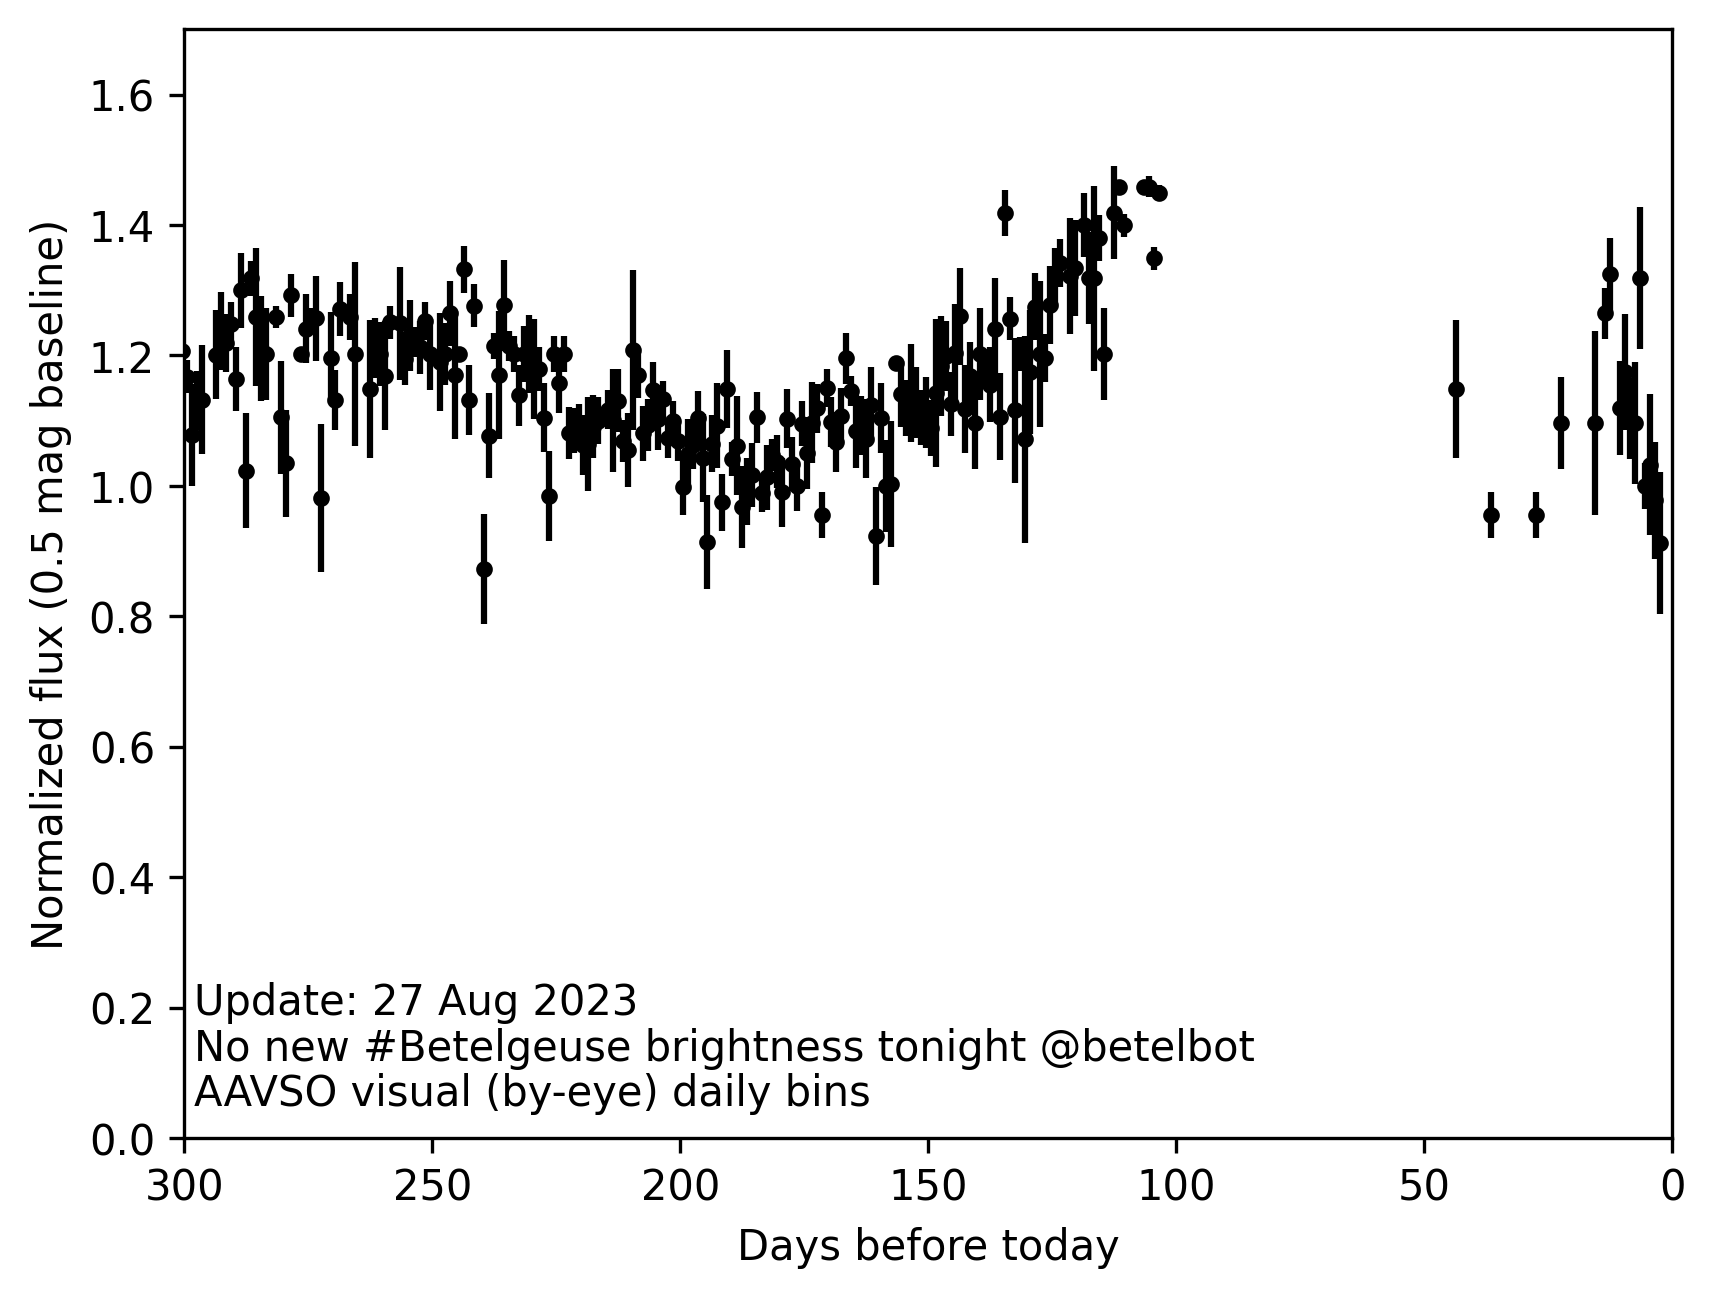 1.6
1.4
1.2
1.0
0.8
0.6
0.4
0.2
0.0
Normalized flux (0.5 mag baseline)
Update: 27 Aug 2023
No new #Betelgeuse brightness tonight @betelbot
AAVSO visual (by-eye) daily bins
300 250 200 150 100 50 0
Days before today